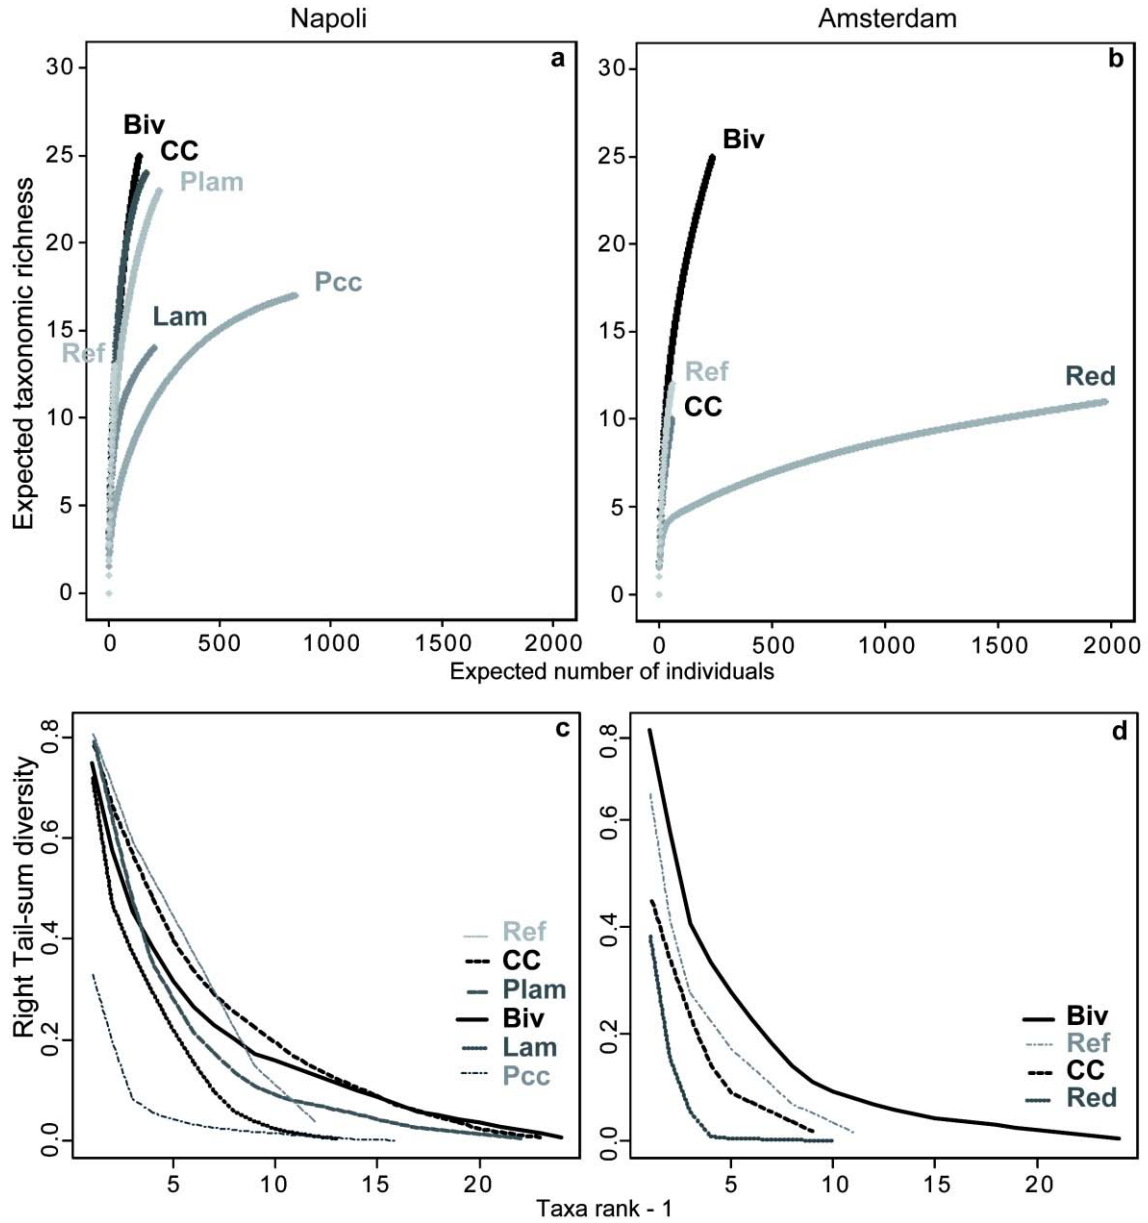 Napoli
Amsterdam
a
b
30
25
20
15
10
5
0
Expected taxonomic richness
Biv
CC
Plam
Pcc
Lam
Ref
0 500 1000 1500 2000
30
25
20
15
10
5
0
Biv
Ref
CC
Red
0 500 1000 1500 2000
Expected number of individuals
c
d
0.8
0.6
0.4
0.2
0.0
Right Tail-sum diversity
Ref
CC
Plam
Biv
Lam
Pcc
5 10 15 20
0.8
0.6
0.4
0.2
0.0
Biv
Ref
CC
Red
5 10 15 20
Taxa rank - 1